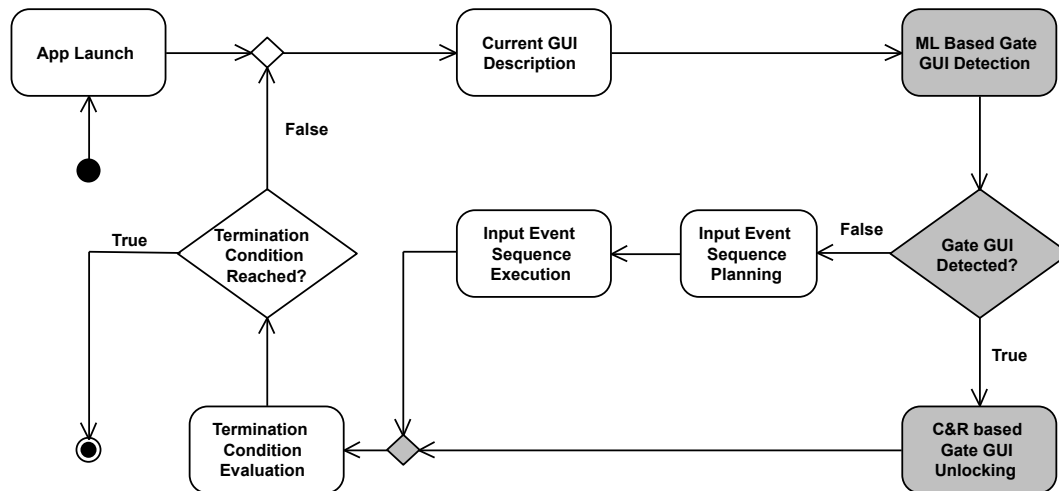 App Launch
Current GUI
Description
ML Based Gate
GUI Detection
False
True
Termination
Condition
Reached?
Input Event
Sequence
Execution
Input Event
Sequence
Planning
False
Gate GUI
Detected?
True
Termination
Condition
Evaluation
C&R based
Gate GUI
Unlocking